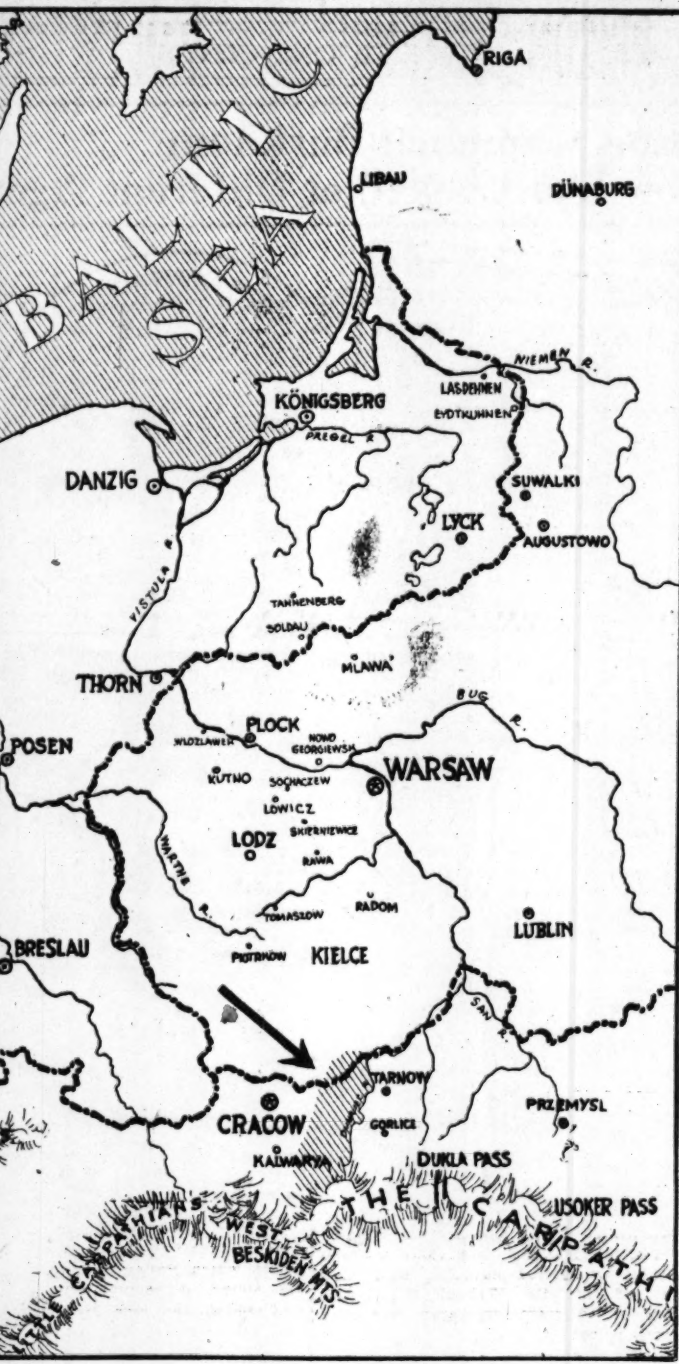 RIGA
BALTIC
SEA
LIBAU
DÜNABURG
NIEMEN R.
LASDEHNEN
EYDTKUHNEN
KÖNIGSBERG
PREGEL R
DANZIG
SUWALKI
LYCK
AUGUSTOWO
VISTULA R.
TANNENBERG
SOLDAU
MLAWA
THORN
BUG R.
PLOCK
WLOZLAWEK
NOWO
GEORGIEWSK
POSEN
WARSAW
KUTNO
SOCHACZEW
LOWICZ
SKIERNIEWICZ
LODZ
WARTHE R.
RAWA
RADOM
TOMASZOW
LUBLIN
BRESLAU
PIOTRKOW
KIELCE
SAN R.
TARNOW
CRACOW
PRZEMYSL
GORLICE
KALWARYA
DUKLA PASS
THE CARPATHI
USOKER PASS
LITTLE CARPATHIANS
WEST
BESKIDEN MTS